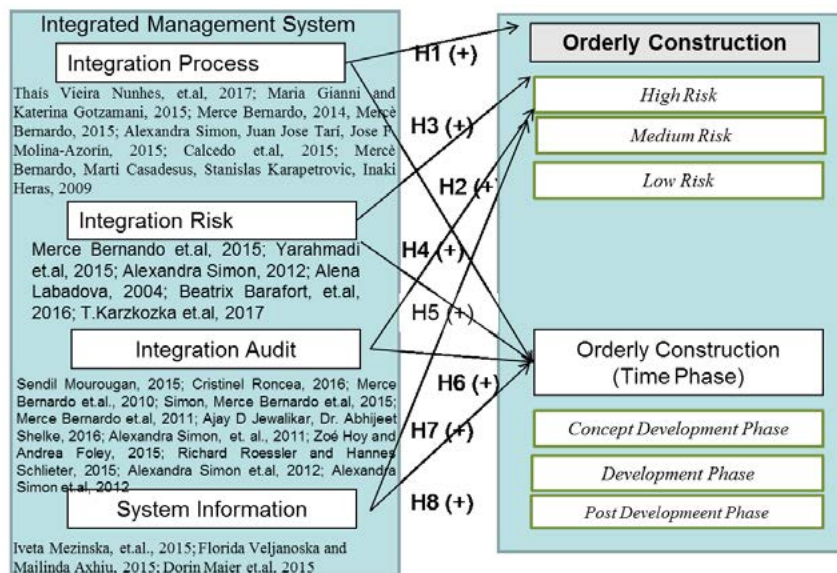 Integrated Management System
Integration Process
Thais Vieira Nunhes, et.al, 2017; Maria Gianni and
Katerina Gotzamani, 2015; Merce Bernardo, 2014, Mercè
Bernardo, 2015; Alexandra Simon, Juan Jose Tarí, Jose F
Molina-Azorín, 2015; Calcedo et.al, 2015; Mercè
Bernardo, Marti Casadesus, Stanislas Karapetrovic, Inaki
Heras, 2009
Integration Risk
Merce Bernando et.al, 2015; Yarahmadi
et.al, 2015; Alexandra Simon, 2012; Alena
Labadova, 2004; Beatrix Barafort, et.al,
2016; T.Karzkozka et.al, 2017
Integration Audit
Sendil Mourougan, 2015; Cristinel Roncea, 2016; Merce
Bernardo et.al., 2010; Simon, Merce Bernardo et.al, 2015;
Merce Bernardo et.al, 2011; Ajay D Jewalikar, Dr. Abhijeet
Shelke, 2016; Alexandra Simon, et. al., 2011; Zoé Hoy and
Andrea Foley, 2015; Richard Roessler and Hannes
Schlieter, 2015; Alexandra Simon et.al, 2012; Alexandra
Simon et.al, 2012
System Information
Iveta Mezinska, et.al., 2015; Florida Veljanoska and
Mailinda Axhiu, 2015; Dorin Maier et.al, 2015
H1 (+)
H3 (+)
H2 (+)
H4 (+)
H5 (+)
H6 (+)
H7 (+)
H8 (+)
Orderly Construction
High Risk
Medium Risk
Low Risk
Orderly Construction
(Time Phase)
Concept Development Phase
Development Phase
Post Developmeent Phase